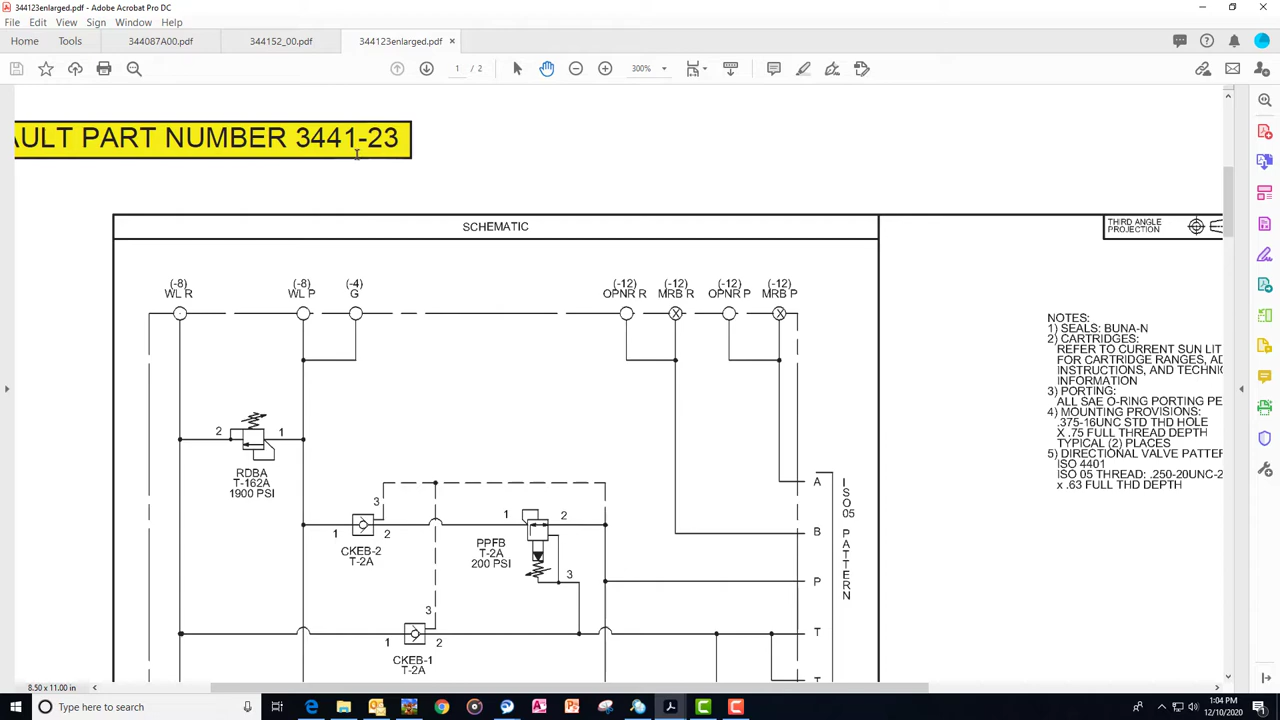 344123enlarged.pdf - Adobe Acrobat Pro DC
File Edit View Sign Window Help
Home Tools 344087A00.pdf 344152_00.pdf 344123enlarged.pdf ×
1 / 2 300%
AULT PART NUMBER 3441-23
SCHEMATIC
THIRD ANGLE
PROJECTION
(-8) (-8) (-4) (-12) (-12) (-12) (-12)
WL R WL P G OPNR R MRB R OPNR P MRB P
NOTES:
1) SEALS: BUNA-N
2) CARTRIDGES:
REFER TO CURRENT SUN LIT
FOR CARTRIDGE RANGES, AD
INSTRUCTIONS, AND TECHNIC
INFORMATION
3) PORTING:
ALL SAE O-RING PORTING PE
4) MOUNTING PROVISIONS:
.375-16UNC STD THD HOLE
X .75 FULL THREAD DEPTH
TYPICAL (2) PLACES
5) DIRECTIONAL VALVE PATTER
ISO 4401
ISO 05 THREAD: .250-20UNC-2
x .63 FULL THD DEPTH
2 1
RDBA
T-162A
1900 PSI
A
ISO05 PATTERN
3
1 2
CKEB-2
T-2A
1 2
PPFB
T-2A
200 PSI
3
B
P
3
1 2
CKEB-1
T-2A
T
T
8.50 x 11.00 in
Type here to search
1:04 PM
12/10/2020